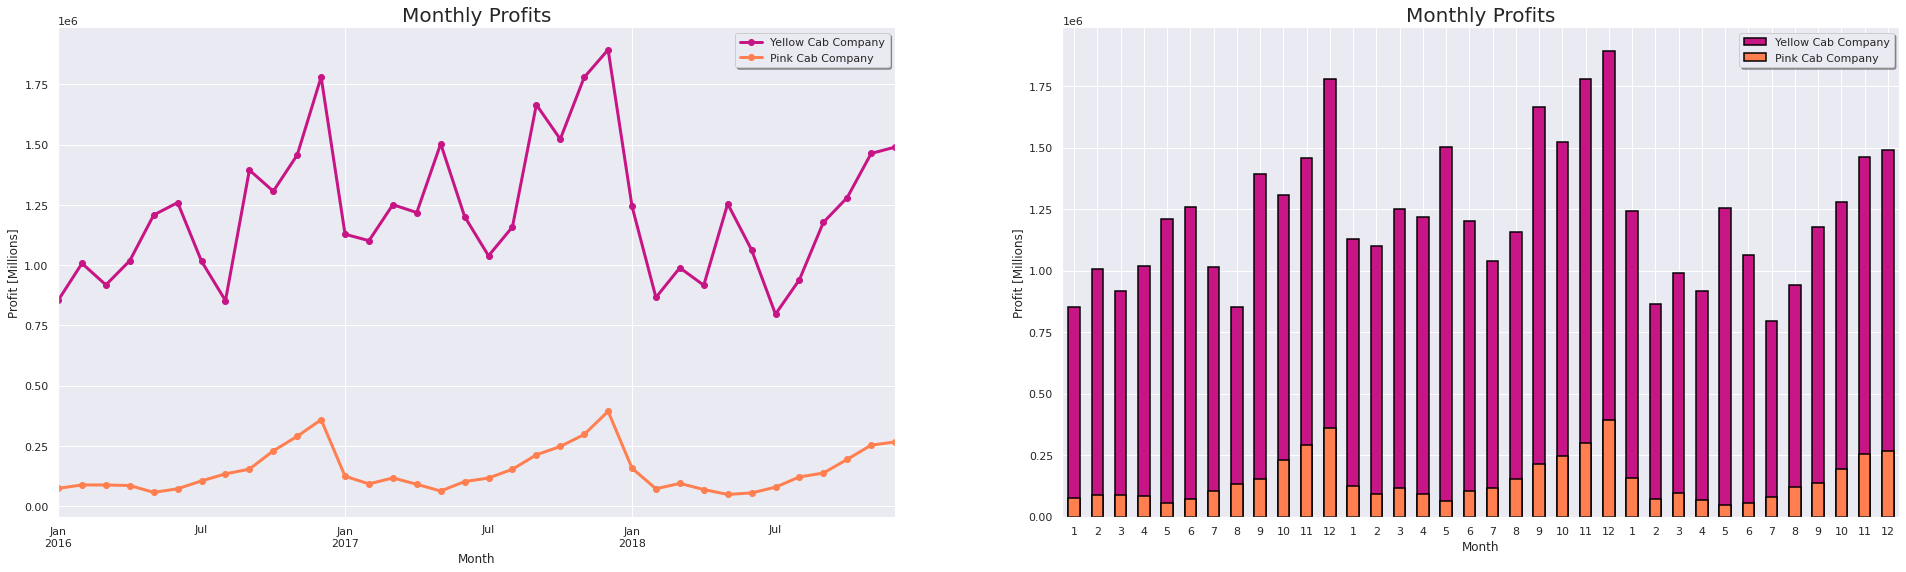 Monthly Profits
1e6
Yellow Cab Company
Pink Cab Company
1.75
1.50
1.25
1.00
0.75
0.50
0.25
0.00
Profit [Millions]
Jan Jul Jan Jul Jan Jul
2016 2017 2018
Month
Monthly Profits
1e6
Yellow Cab Company
Pink Cab Company
1.75
1.50
1.25
1.00
0.75
0.50
0.25
0.00
Profit [Millions]
1 2 3 4 5 6 7 8 9 10 11 12 1 2 3 4 5 6 7 8 9 10 11 12 1 2 3 4 5 6 7 8 9 10 11 12
Month